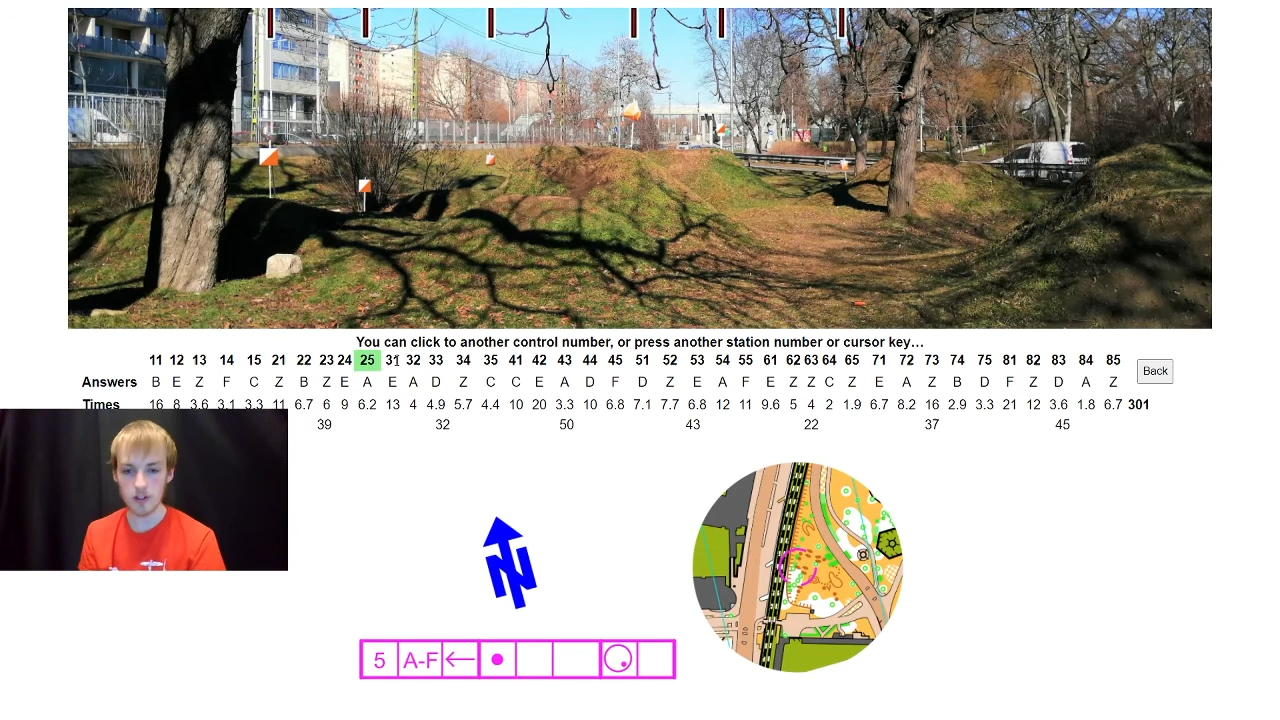 You can click to another control number, or press another station number or cursor key…
11 12 13 14 15 21 22 23 24 25 31 32 33 34 35 41 42 43 44 45 51 52 53 54 55 61 62 63 64 65 71 72 73 74 75 81 82 83 84 85
Back
Answers B E Z F C Z B Z E A E A D Z C C E A D F D Z E A F E Z Z C Z E A Z B D F Z D A Z
Times 16 8 3.6 3.1 3.3 11 6.7 6 9 6.2 13 4 4.9 5.7 4.4 10 20 3.3 10 6.8 7.1 7.7 6.8 12 11 9.6 5 4 2 1.9 6.7 8.2 16 2.9 3.3 21 12 3.6 1.8 6.7 301
39 32 50 43 22 37 45
N
5 A-F